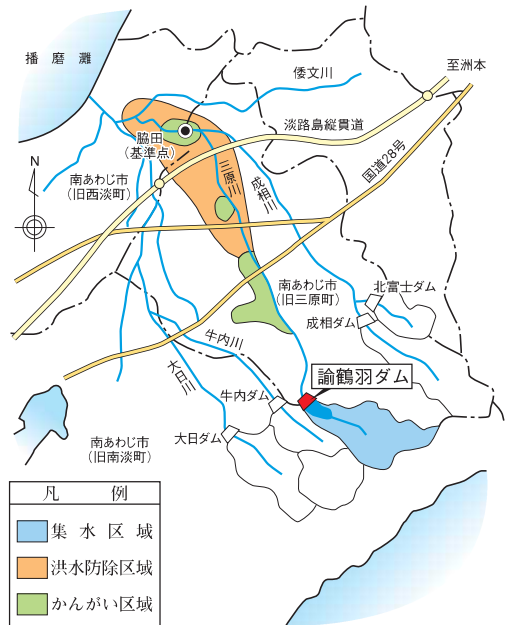 播磨灘
倭文川
至洲本
淡路島縦貫道
国道28号
脇田
(基準点)
三原川
成相川
N
南あわじ市
(旧西淡町)
南あわじ市
(旧三原町)
北富士ダム
成相ダム
牛内川
大日川
諭鶴羽ダム
牛内ダム
大日ダム
南あわじ市
(旧南淡町)
凡 例
集水区域
洪水防除区域
かんがい区域